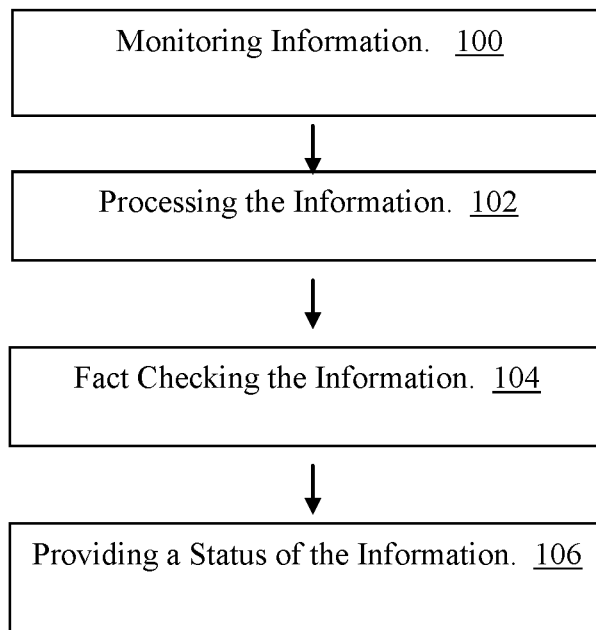 Monitoring Information. 100
Processing the Information. 102
Fact Checking the Information. 104
Providing a Status of the Information. 106